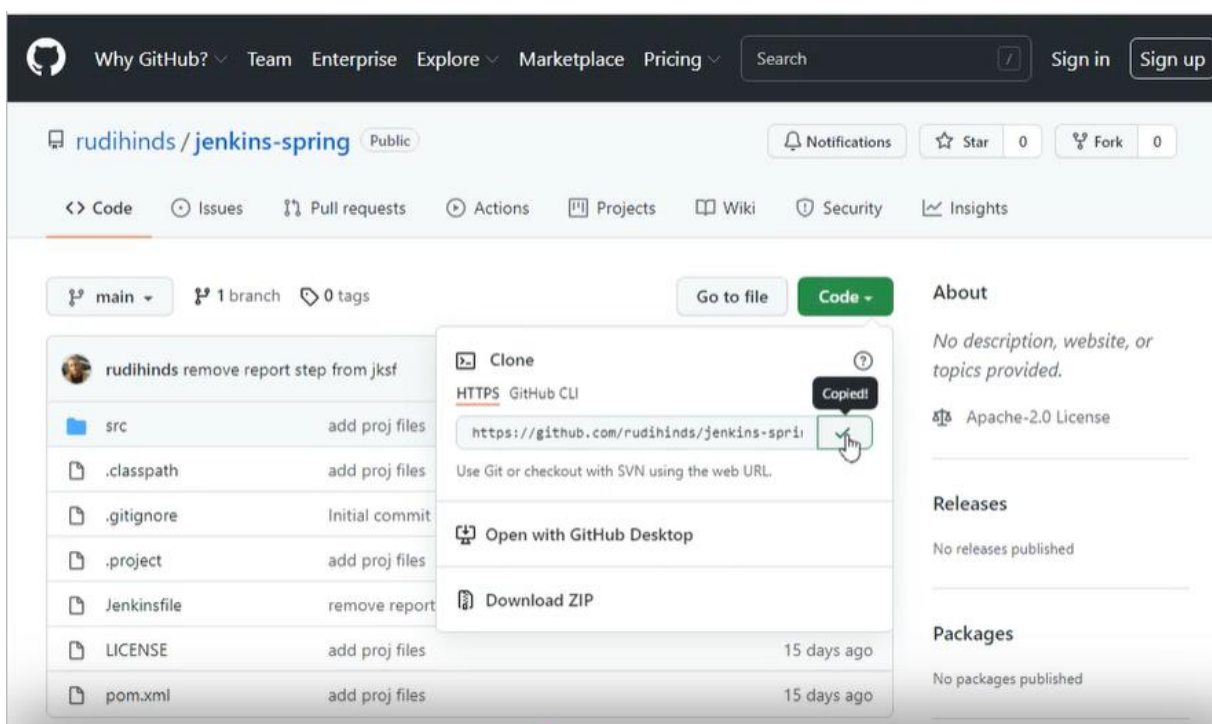 Why GitHub? Team Enterprise Explore Marketplace Pricing Search / Sign in Sign up
rudihinds / jenkins-spring Public Notifications Star 0 Fork 0
Code Issues Pull requests Actions Projects Wiki Security Insights
main 1 branch 0 tags Go to file Code
rudihinds remove report step from jksf
src add proj files
.classpath add proj files
.gitignore Initial commit
.project add proj files
Jenkinsfile remove report
LICENSE add proj files 15 days ago
pom.xml add proj files 15 days ago
Clone
HTTPS GitHub CLI
Copied!
https://github.com/rudihinds/jenkins-spri
Use Git or checkout with SVN using the web URL.
Open with GitHub Desktop
Download ZIP
About
No description, website, or
topics provided.
Apache-2.0 License
Releases
No releases published
Packages
No packages published